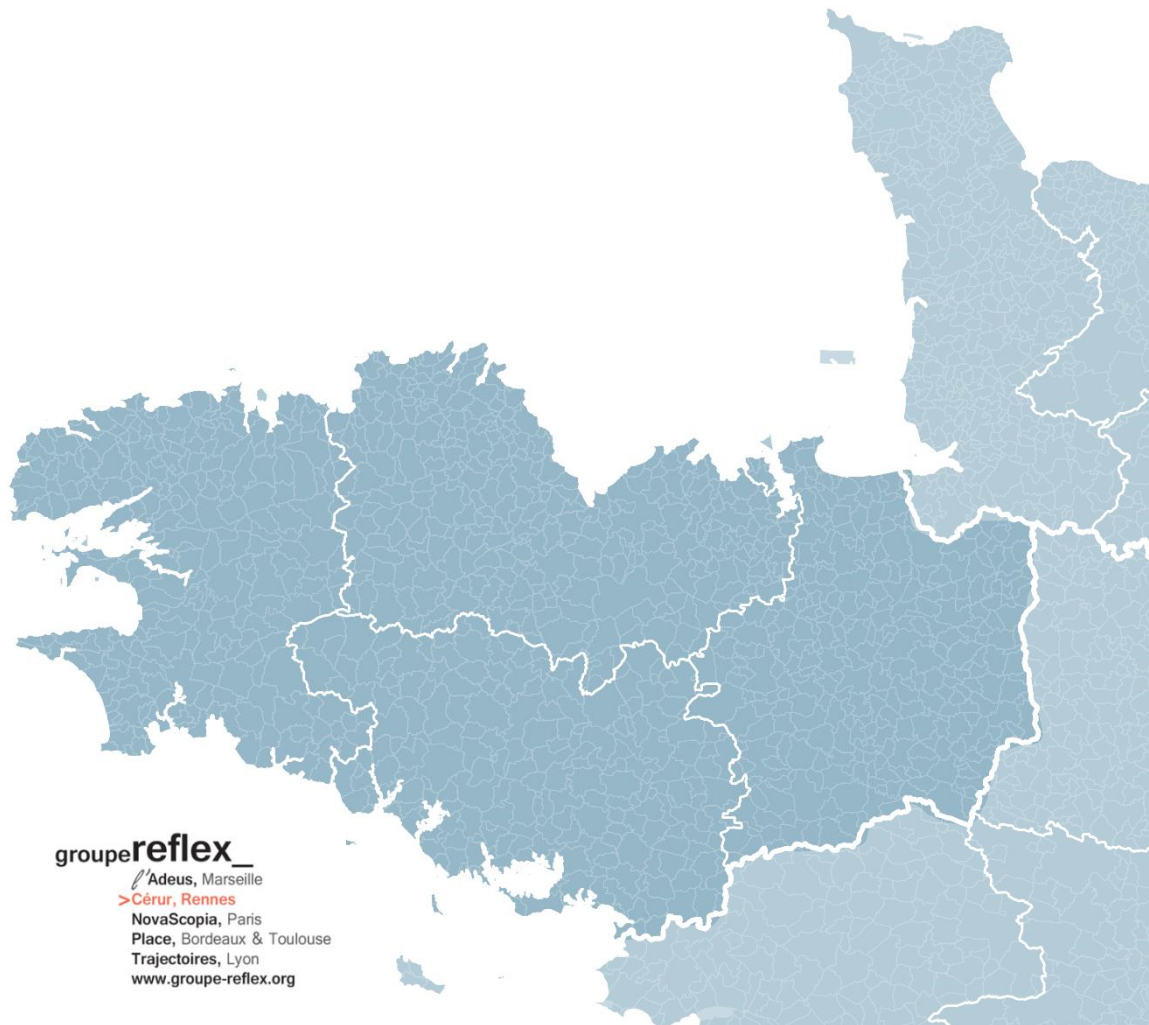 groupereflex_
l'Adeus, Marseille
>Cérur, Rennes
NovaScopia, Paris
Place, Bordeaux & Toulouse
Trajectoires, Lyon
www.groupe-reflex.org